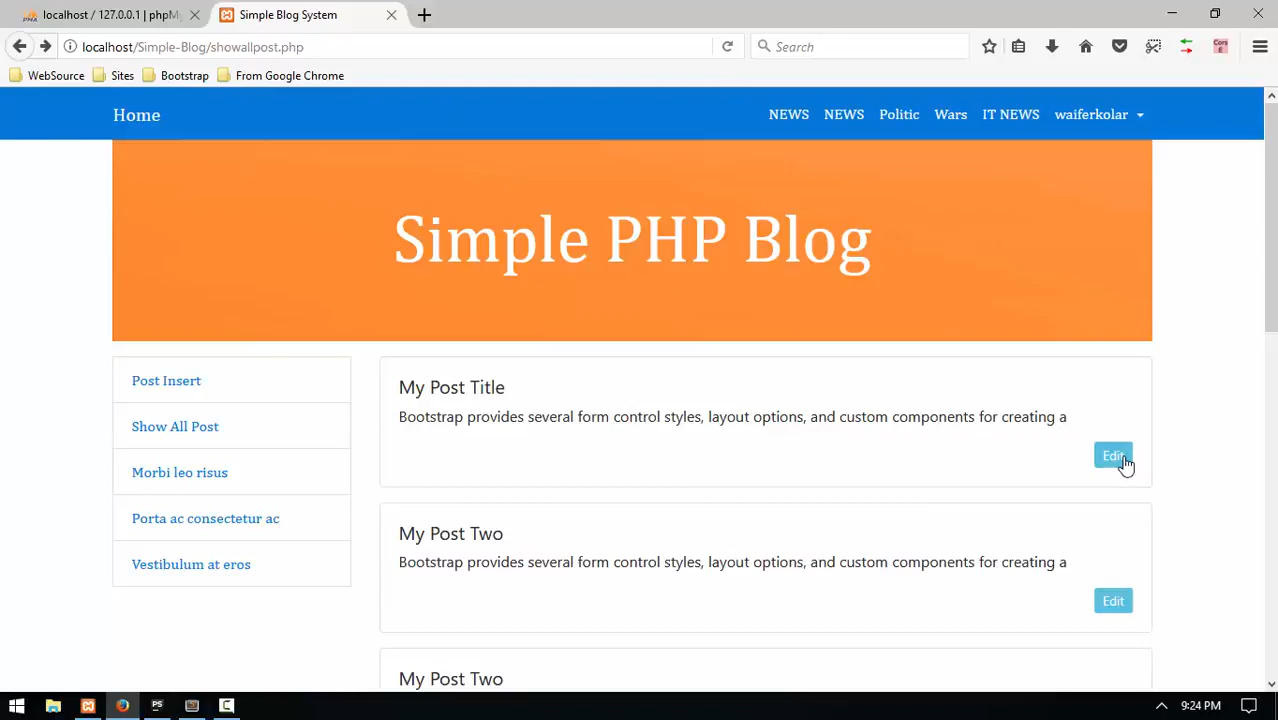 localhost / 127.0.0.1 | phpMy
Simple Blog System
localhost/Simple-Blog/showallpost.php
Search
WebSource
Sites
Bootstrap
From Google Chrome
Home
NEWS
NEWS
Politic
Wars
IT NEWS
waiferkolar
Simple PHP Blog
Post Insert
Show All Post
Morbi leo risus
Porta ac consectetur ac
Vestibulum at eros
My Post Title
Bootstrap provides several form control styles, layout options, and custom components for creating a
Edit
My Post Two
Bootstrap provides several form control styles, layout options, and custom components for creating a
Edit
My Post Two
9:24 PM